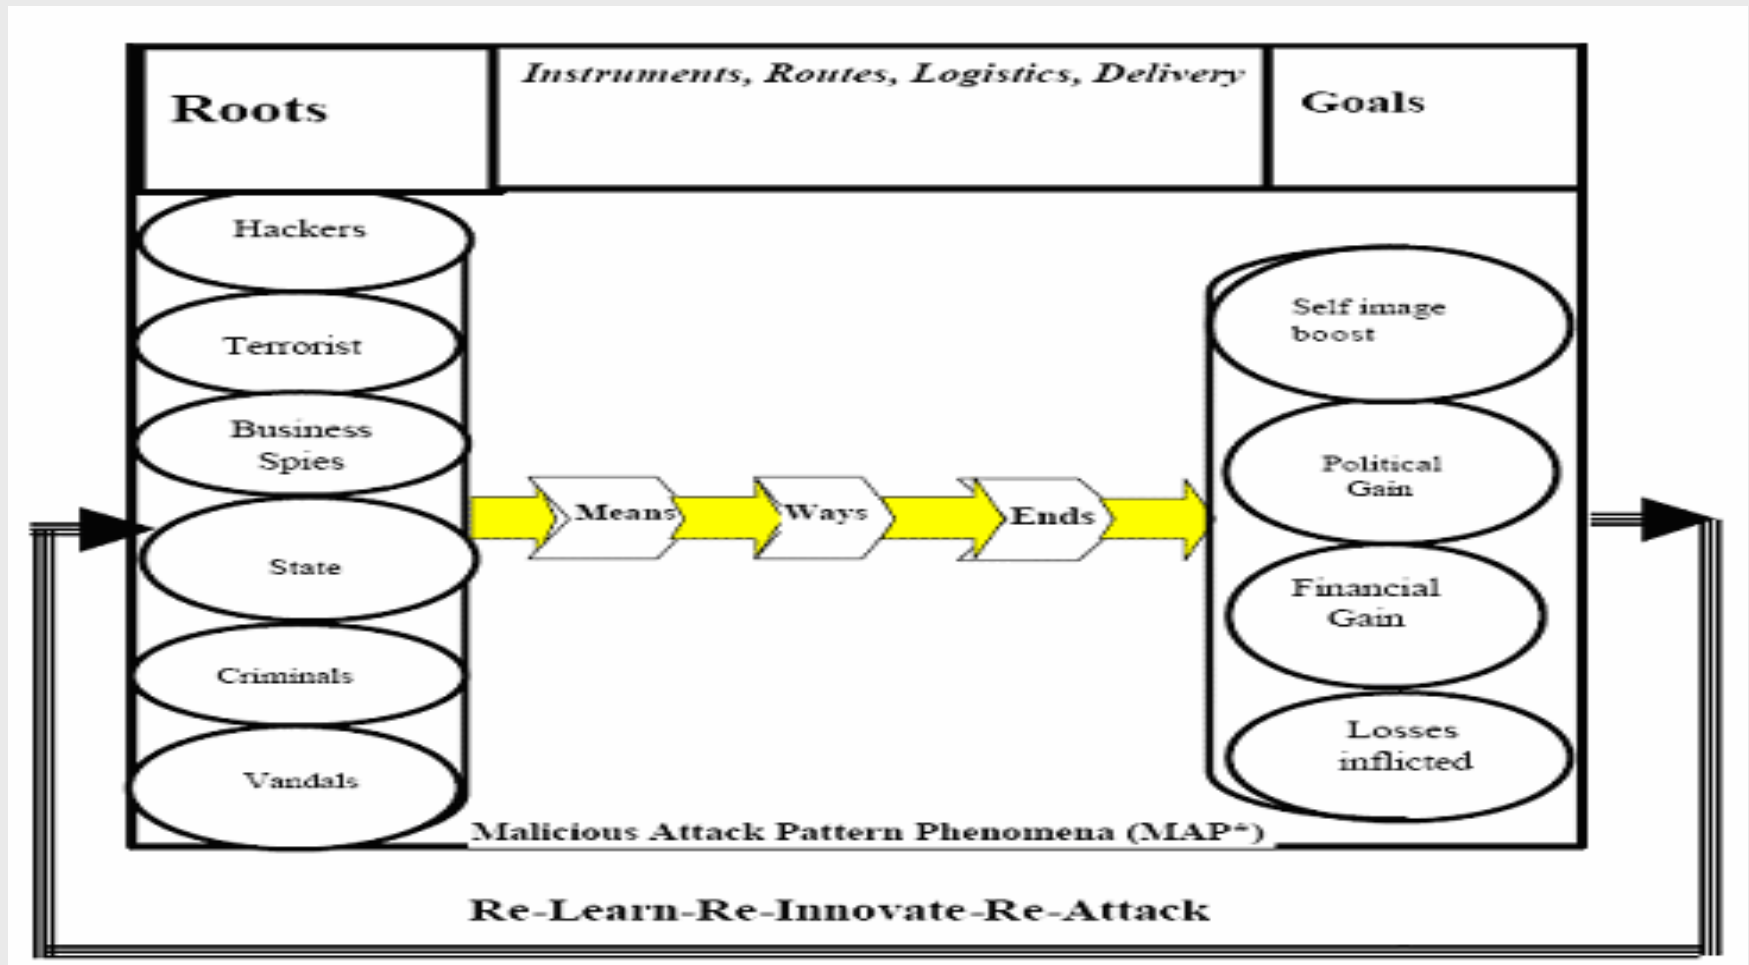 Roots
Instruments, Routes, Logistics, Delivery
Goals
Hackers
Terrorist
Business
Spies
State
Criminals
Vandals
Means
Ways
Ends
Self image
boost
Political
Gain
Financial
Gain
Losses
inflicted
Malicious Attack Pattern Phenomena (MAP*)
Re-Learn-Re-Innovate-Re-Attack